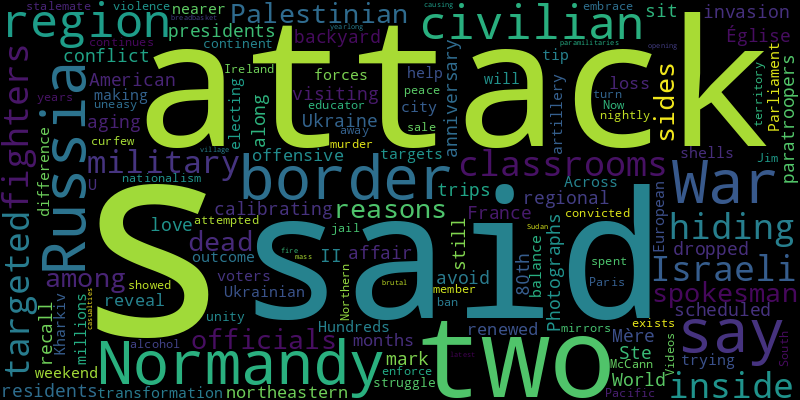 stalemate violence nearer Palestinian embrace sit invasion
breadbasket yearlong causing
region presidents backyard civilian Église
continues continent paramilitaries opening
conflict Ireland tip
fighters Russia American forces help loss Parliament
making visiting will peace
years Electing along educator city artillery Now territory
aging Ukraine away sale anniversary turn
uneasy curfew murder nightly sides paratroopers
attack
village offensive targets shells Jim
difference military border classrooms War
U nationalism trips regional European
love calibrating reasons France Across
dead attempted jail convicted hiding
S said
targeted outcome II affair still Sudan dropped
fire mass 80th balance Photographs
among voters avoid spent Israeli
showed Ukrainian brutal member Paris
reveal unity ban exists spokesman
casualties Northern scheduled
recall Kharkiv millions officials Hundreds renewed mirrors Mère say
alcohol months mark Ste trying
weekend Normandy enforce two McCann Videos South
residents struggle latest World inside
transformation northeastern Pacific